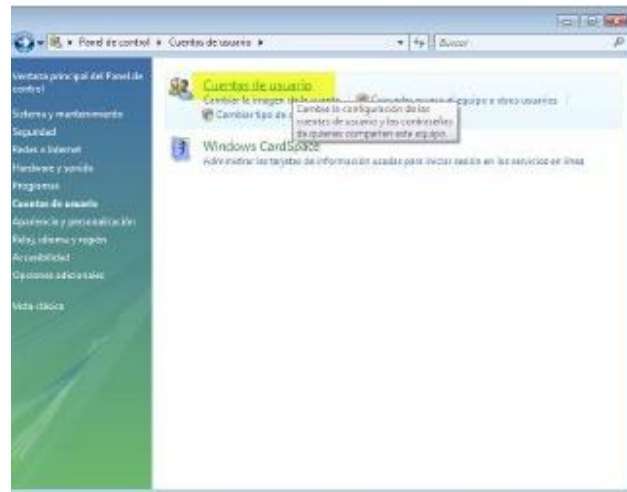 Panel de control ▸ Cuentas de usuario ▸
Buscar
Ventana principal del Panel de
control
Sistema y mantenimiento
Seguridad
Redes e Internet
Hardware y sonido
Programas
Cuentas de usuario
Apariencia y personalización
Reloj, idioma y región
Accesibilidad
Opciones adicionales
Vista clásica
Cuentas de usuario
Cambiar la imagen de la cuenta
equipo a otros usuarios
Cambiar tipo de
Cambie la configuración de las
cuentas de usuario y las contraseñas
de quienes comparten este equipo.
Windows CardSpace
Administrar las tarjetas de información usadas para iniciar sesión en los servicios en línea